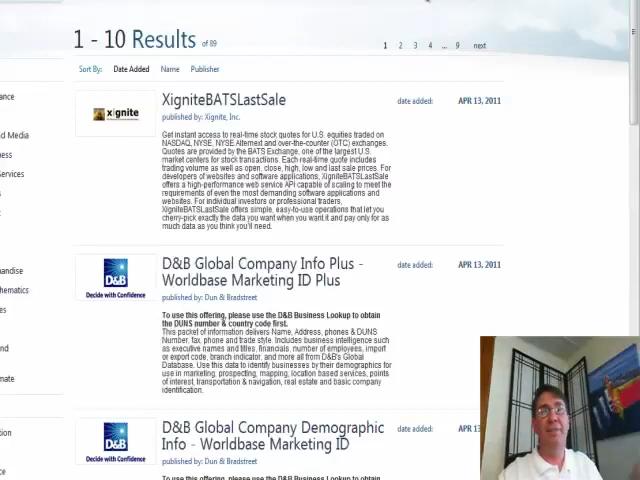 1 - 10 Results of 89
1 2 3 4 ... 9 next
Sort By: Date Added Name Publisher
ance
XigniteBATSLastSale
date added: APR 13, 2011
xignite
published by: Xignite, Inc.
nd Media
Get instant access to real-time stock quotes for U.S. equities traded on
NASDAQ, NYSE, NYSE Alternext and over-the-counter (OTC) exchanges.
ness
Quotes are provided by the BATS Exchange, one of the largest U.S.
market centers for stock transactions. Each real-time quote includes
Services
trading volume as well as open, close, high, low and last sale prices. For
developers of websites and software applications, XigniteBATSLastSale
offers a high-performance web service API capable of scaling to meet the
requirements of even the most demanding software applications and
websites. For individual investors or professional traders,
XigniteBATSLastSale offers simple, easy-to-use operations that let you
cherry-pick exactly the data you want when you want it and pay only for as
much data as you think you'll need.
D&B Global Company Info Plus -
Worldbase Marketing ID Plus
date added: APR 13, 2011
handise
D&B
Decide with Confidence
hematics
published by: Dun & Bradstreet
es
To use this offering, please use the D&B Business Lookup to obtain
the DUNS number & country code first.
This packet of information delivers Name, Address, phones & DUNS
Number, fax, phone and trade style. Includes business intelligence such
as executive names and titles, financials, number of employees, import
nd
or export code, branch indicator, and more all from D&B's Global
Database. Use this data to identify businesses by their demographics for
use in marketing, prospecting, mapping, location based services, points
mate
of interest, transportation & navigation, real estate and basic company
identification.
D&B Global Company Demographic
Info - Worldbase Marketing ID
date added: APR 13
tion
D&B
Decide with Confidence
published by: Dun & Bradstreet
ce
To use this offering, please use the D&B Business Lookup to obtain